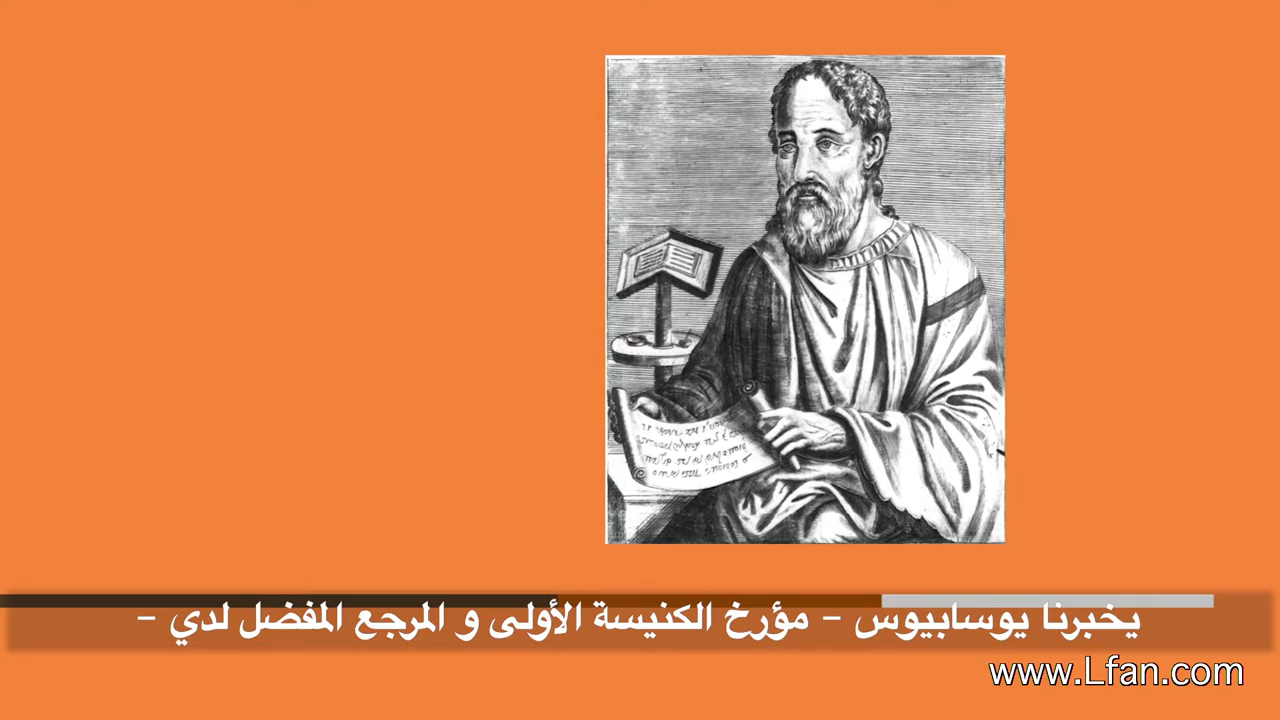 يخبرنا يوسابيوس - مؤرخ الكنيسة الأولى و المرجع المفضل لدي -
www.Lfan.com